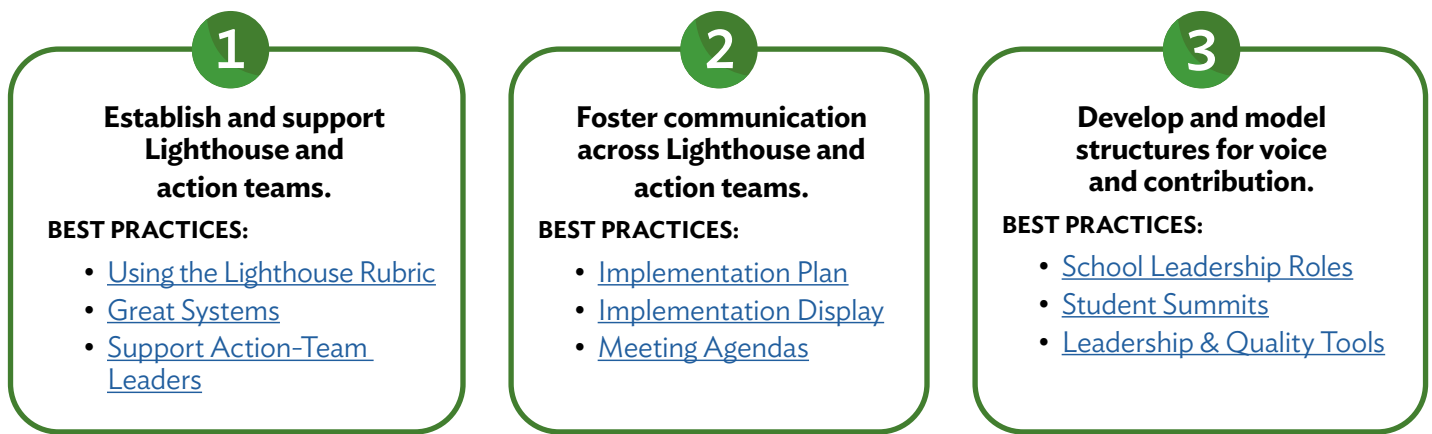 1
Establish and support
Lighthouse and
action teams.
BEST PRACTICES:
• Using the Lighthouse Rubric
• Great Systems
• Support Action-Team
Leaders
2
Foster communication
across Lighthouse and
action teams.
BEST PRACTICES:
• Implementation Plan
• Implementation Display
• Meeting Agendas
3
Develop and model
structures for voice
and contribution.
BEST PRACTICES:
• School Leadership Roles
• Student Summits
• Leadership & Quality Tools